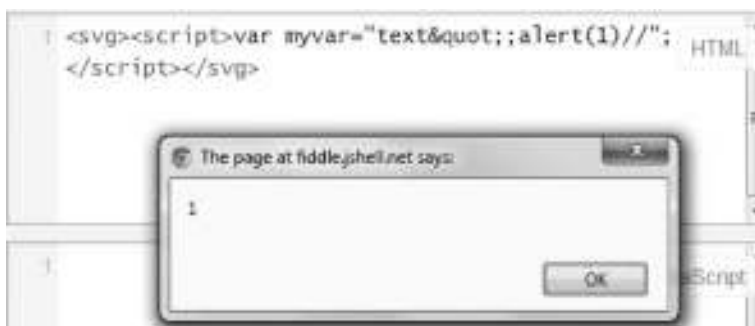 1 <svg><script>var myvar="text&quot;;alert(1)//";
</script></svg>
HTML
The page at fiddle.jshell.net says:
1
OK
1
aScript